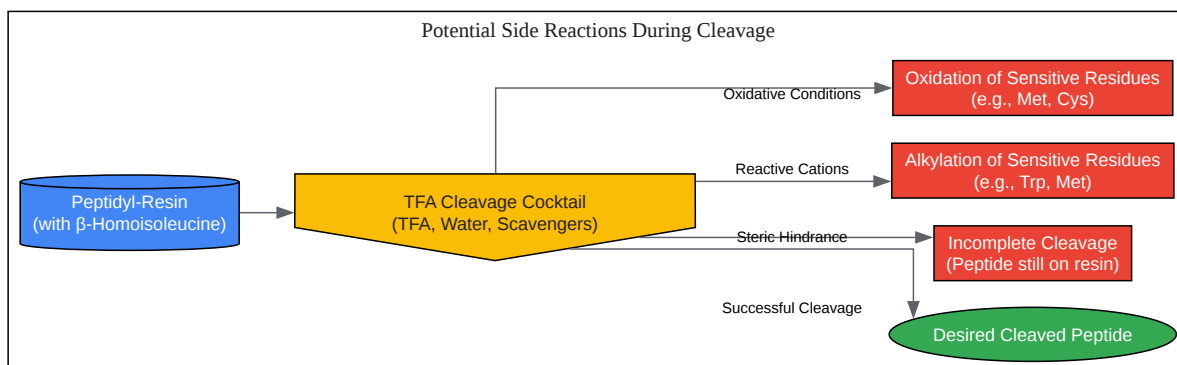 Potential Side Reactions During Cleavage
Oxidation of Sensitive Residues
(e.g., Met, Cys)
Oxidative Conditions
Alkylation of Sensitive Residues
(e.g., Trp, Met)
Reactive Cations
Peptidyl-Resin
(with β-Homoisoleucine)
TFA Cleavage Cocktail
(TFA, Water, Scavengers)
Steric Hindrance
Incomplete Cleavage
(Peptide still on resin)
Successful Cleavage
Desired Cleaved Peptide